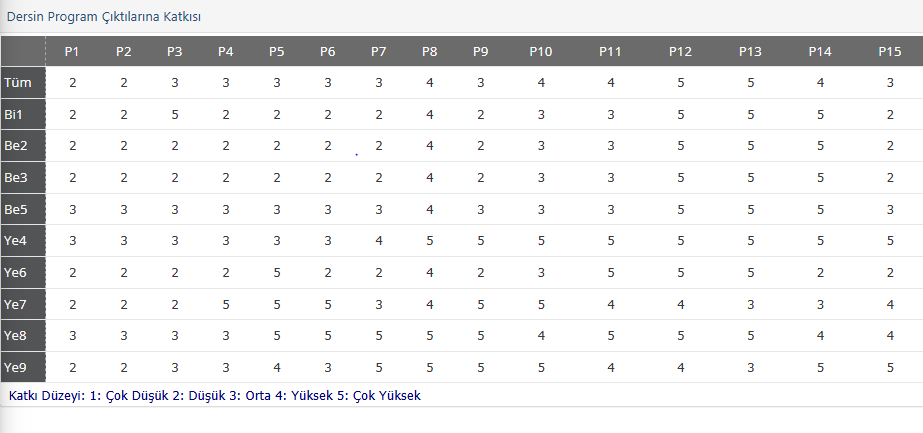 Dersin Program Çıktılarına Katkısı
P1 P2 P3 P4 P5 P6 P7 P8 P9 P10 P11 P12 P13 P14 P15
Tüm 2 2 3 3 3 3 3 4 3 4 4 5 5 4 3
Bi1 2 2 5 2 2 2 2 4 2 3 3 5 5 5 2
Be2 2 2 2 2 2 2 2 4 2 3 3 5 5 5 2
Be3 2 2 2 2 2 2 2 4 2 3 3 5 5 5 2
Be5 3 3 3 3 3 3 3 4 3 3 3 5 5 5 3
Ye4 3 3 3 3 3 3 4 5 5 5 5 5 5 5 5
Ye6 2 2 2 2 5 2 2 4 2 3 5 5 5 2 2
Ye7 2 2 2 5 5 5 3 4 5 5 4 4 3 3 4
Ye8 3 3 3 3 5 5 5 5 5 4 5 5 5 4 4
Ye9 2 2 3 3 4 3 5 5 5 5 4 4 3 5 5
Katkı Düzeyi: 1: Çok Düşük 2: Düşük 3: Orta 4: Yüksek 5: Çok Yüksek